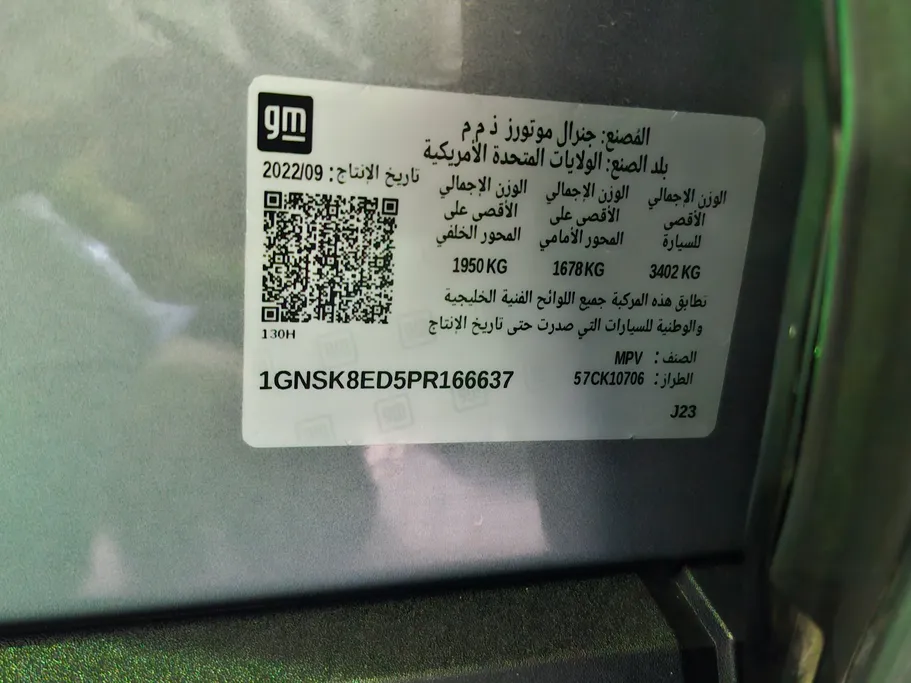 gm
المُصنع: جنرال موتورز ذ م م
بلد الصنع: الولايات المتحدة الأمريكية
تاريخ الإنتاج: 2022/09
الوزن الإجمالي الأقصى للسيارة
3402 KG
الوزن الإجمالي الأقصى على المحور الأمامي
1678 KG
الوزن الإجمالي الأقصى على المحور الخلفي
1950 KG
130H
تطابق هذه المركبة جميع اللوائح الفنية الخليجية
والوطنية للسيارات التي صدرت حتى تاريخ الإنتاج
الصنف: MPV
الطراز: 57CK10706
1GNSK8ED5PR166637
J23